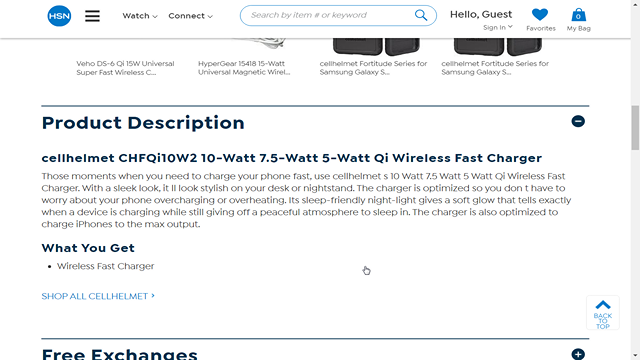 HSN
Watch
Connect
Search by item # or keyword
Hello, Guest
Sign In
Favorites
0
My Bag
Veho DS-6 Qi 15W Universal
Super Fast Wireless C...
HyperGear 15418 15-Watt
Universal Magnetic Wirel...
cellhelmet Fortitude Series for
Samsung Galaxy S...
cellhelmet Fortitude Series for
Samsung Galaxy S...
Product Description
cellhelmet CHFQi10W2 10-Watt 7.5-Watt 5-Watt Qi Wireless Fast Charger
Those moments when you need to charge your phone fast, use cellhelmet s 10 Watt 7.5 Watt 5 Watt Qi Wireless Fast
Charger. With a sleek look, it ll look stylish on your desk or nightstand. The charger is optimized so you don t have to
worry about your phone overcharging or overheating. Its sleep-friendly night-light gives a soft glow that tells exactly
when a device is charging while still giving off a peaceful atmosphere to sleep in. The charger is also optimized to
charge iPhones to the max output.
What You Get
• Wireless Fast Charger
SHOP ALL CELLHELMET >
BACK
TO
TOP
Free Exchanges